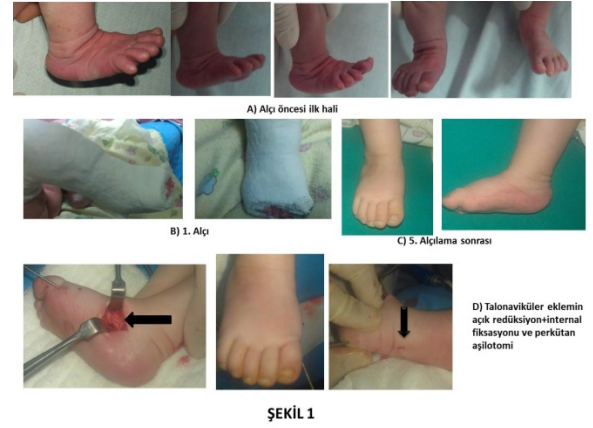 A) Alçı öncesi ilk hali
B) 1. Alçı
C) 5. Alçılama sonrası
D) Talonaviküler eklemin
açık redüksiyon+internal
fiksasyonu ve perkütan
aşilotomi
ŞEKİL 1